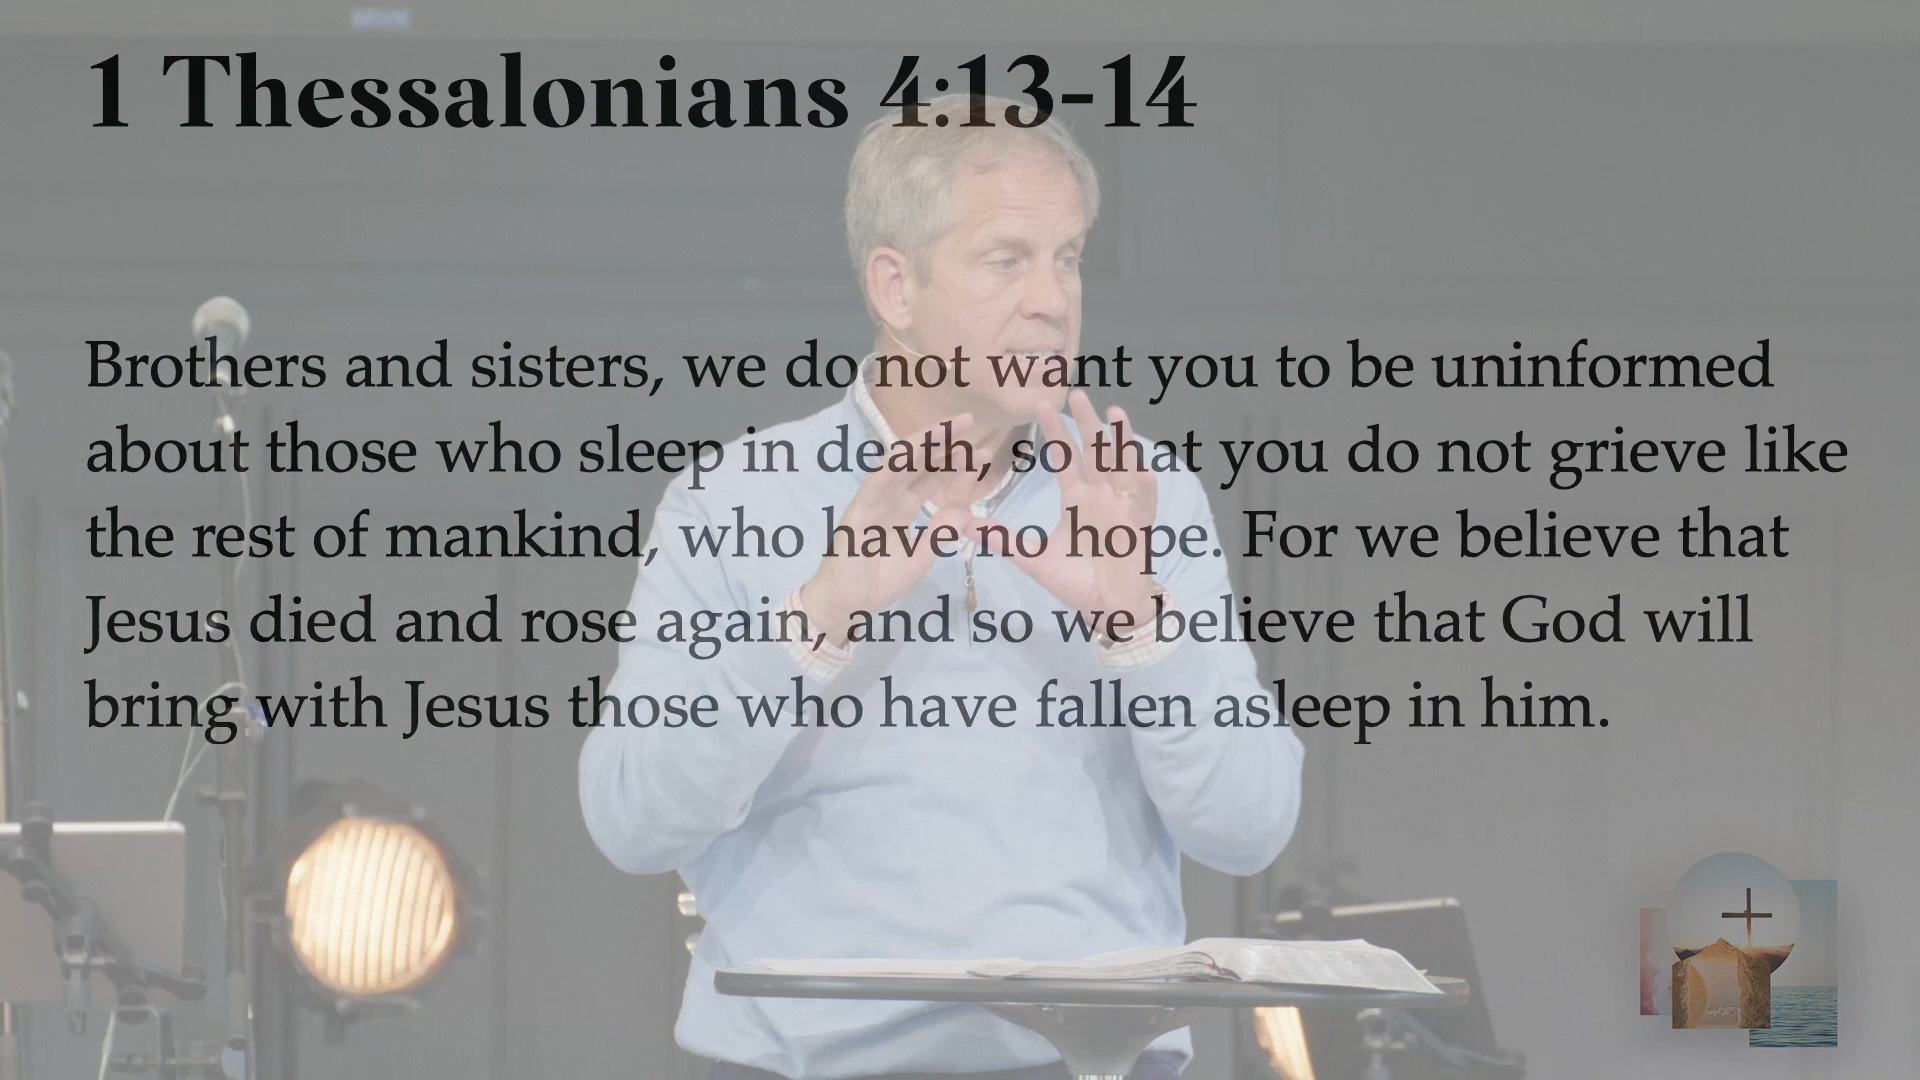 1 Thessalonians 4:13-14
Brothers and sisters, we do not want you to be uninformed
about those who sleep in death, so that you do not grieve like
the rest of mankind, who have no hope. For we believe that
Jesus died and rose again, and so we believe that God will
bring with Jesus those who have fallen asleep in him.